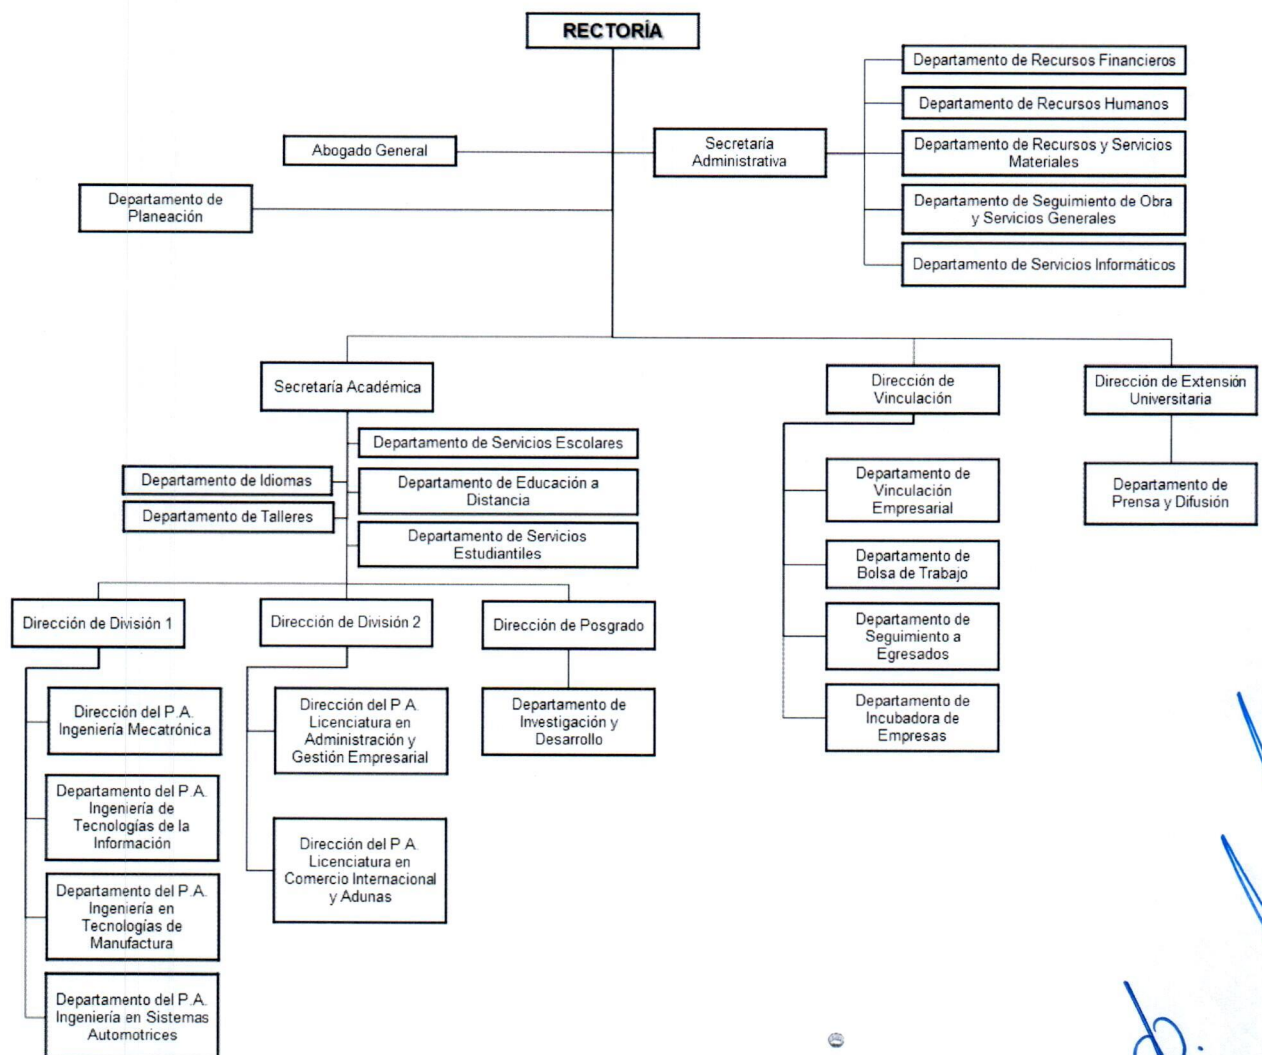 RECTORÍA
Departamento de Recursos Financieros
Departamento de Recursos Humanos
Abogado General
Secretaría
Administrativa
Departamento de Recursos y Servicios
Materiales
Departamento de
Planeación
Departamento de Seguimiento de Obra
y Servicios Generales
Departamento de Servicios Informáticos
Secretaría Académica
Dirección de
Vinculación
Dirección de Extensión
Universitaria
Departamento de Servicios Escolares
Departamento de Idiomas
Departamento de Educación a
Distancia
Departamento de Talleres
Departamento de Servicios
Estudiantiles
Departamento de
Vinculación
Empresarial
Departamento de
Prensa y Difusión
Departamento de
Bolsa de Trabajo
Departamento de
Seguimiento a
Egresados
Departamento de
Incubadora de
Empresas
Dirección de División 1
Dirección de División 2
Dirección de Posgrado
Dirección del P.A.
Ingeniería Mecatrónica
Dirección del P.A.
Licenciatura en
Administración y
Gestión Empresarial
Departamento de
Investigación y
Desarrollo
Departamento del P.A.
Ingeniería de
Tecnologías de la
Información
Dirección del P.A.
Licenciatura en
Comercio Internacional
y Adunas
Departamento del P.A.
Ingeniería en
Tecnologías de
Manufactura
Departamento del P.A.
Ingeniería en Sistemas
Automotrices